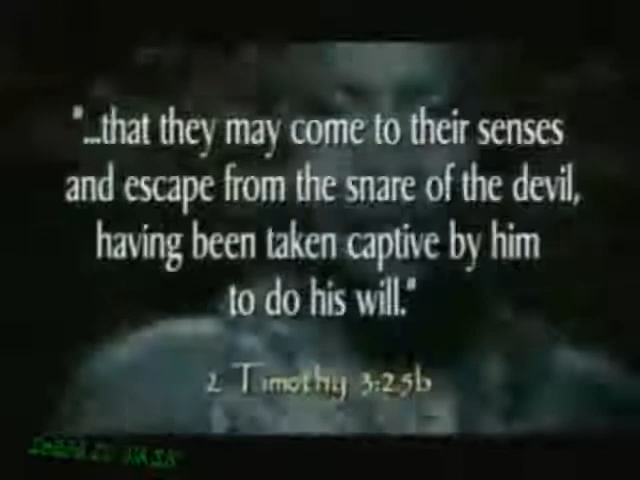 "...that they may come to their senses
and escape from the snare of the devil,
having been taken captive by him
to do his will."
2 Timothy 3:25b